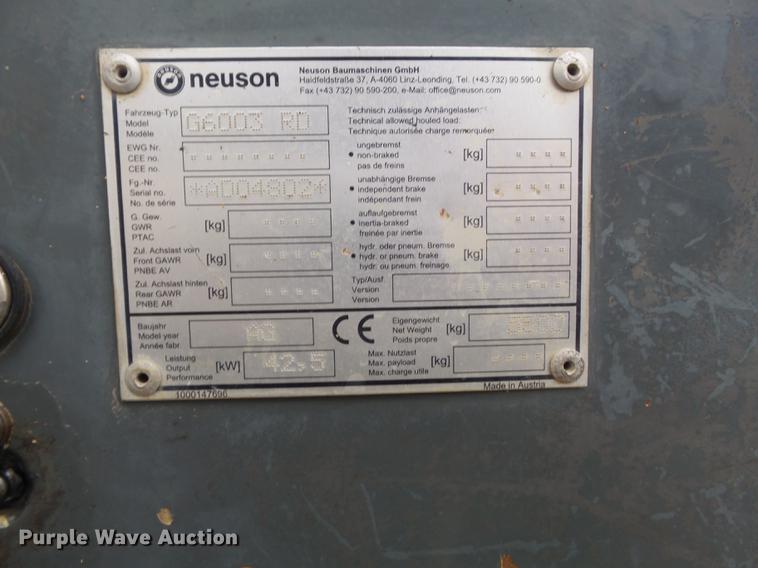 neuson
Neuson Baumaschinen GmbH
Haidfeldstraße 37, A-4060 Linz-Leonding, Tel. (+43 732) 90 590-0
Fax (+43 732) 90 590-200, e-Mail: office@neuson.com
Fahrzeug-Typ
Model
Modèle
G6003 RD
EWG Nr.
CEE no.
CEE no.
Fg.-Nr.
Serial no.
No. de série
*AD04802*
G. Gew.
GWR
PTAC
[kg]
Zul. Achslast vorn
Front GAWR
PNBE AV
[kg]
Zul. Achslast hinten
Rear GAWR
PNBE AR
[kg]
Technisch zulässige Anhängelasten:
Technical allowed houled load:
Technique autorisée charge remorquée
ungebremst
• non-braked
pas de freins
[kg]
unabhängige Bremse
• independent brake
indépendant frein
[kg]
auflaufgebremst
• inertia-braked
freinée par inertie
[kg]
hydr. oder pneum. Bremse
• hydr. or pneum. brake
hydr. ou pneum. freinage
[kg]
Typ/Ausf.
Version
Version
Baujahr
Model year
Année fabr.
AG
Leistung
Output
Performance
[kW]
42,5
CE
Eigengewicht
Net Weight
Poids propre
[kg]
Max. Nutzlast
Max. payload
Max. charge utile
[kg]
1000147696
Made in Austria
Purple Wave Auction